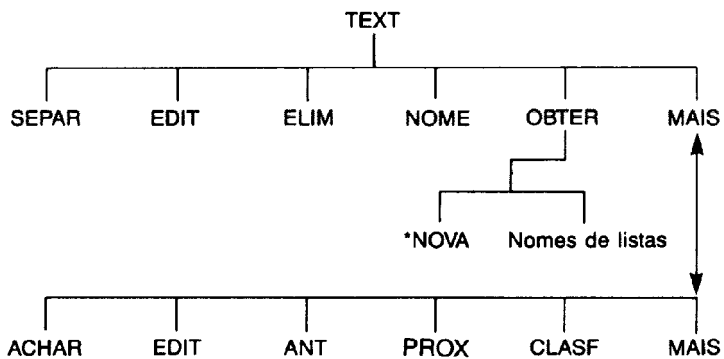 TEXT
SEPAR EDIT ELIM NOME OBTER MAIS
*NOVA Nomes de listas
ACHAR EDIT ANT PROX CLASF MAIS